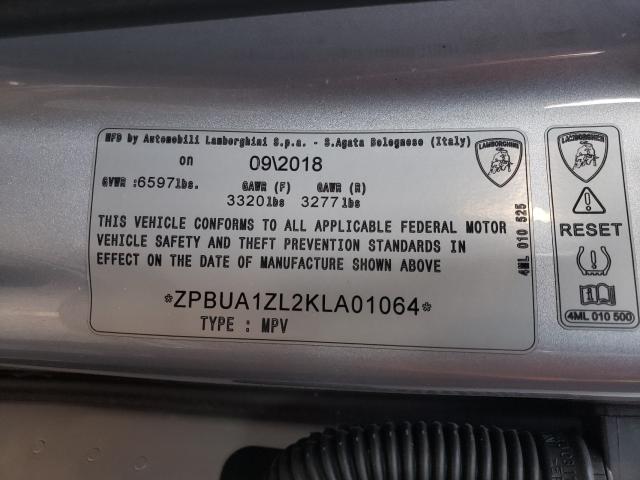 MFD by Automobili Lamborghini S.p.a. - S.Agata Bolognese (Italy)
on 09\2018
GVWR :6597lbs. GAWR (F) GAWR (R)
3320lbs 3277lbs
THIS VEHICLE CONFORMS TO ALL APPLICABLE FEDERAL MOTOR
VEHICLE SAFETY AND THEFT PREVENTION STANDARDS IN
EFFECT ON THE DATE OF MANUFACTURE SHOWN ABOVE
*ZPBUA1ZL2KLA01064*
TYPE : MPV
LAMBORGHINI
4ML 010 525
LAMBORGHINI
RESET
4ML 010 500